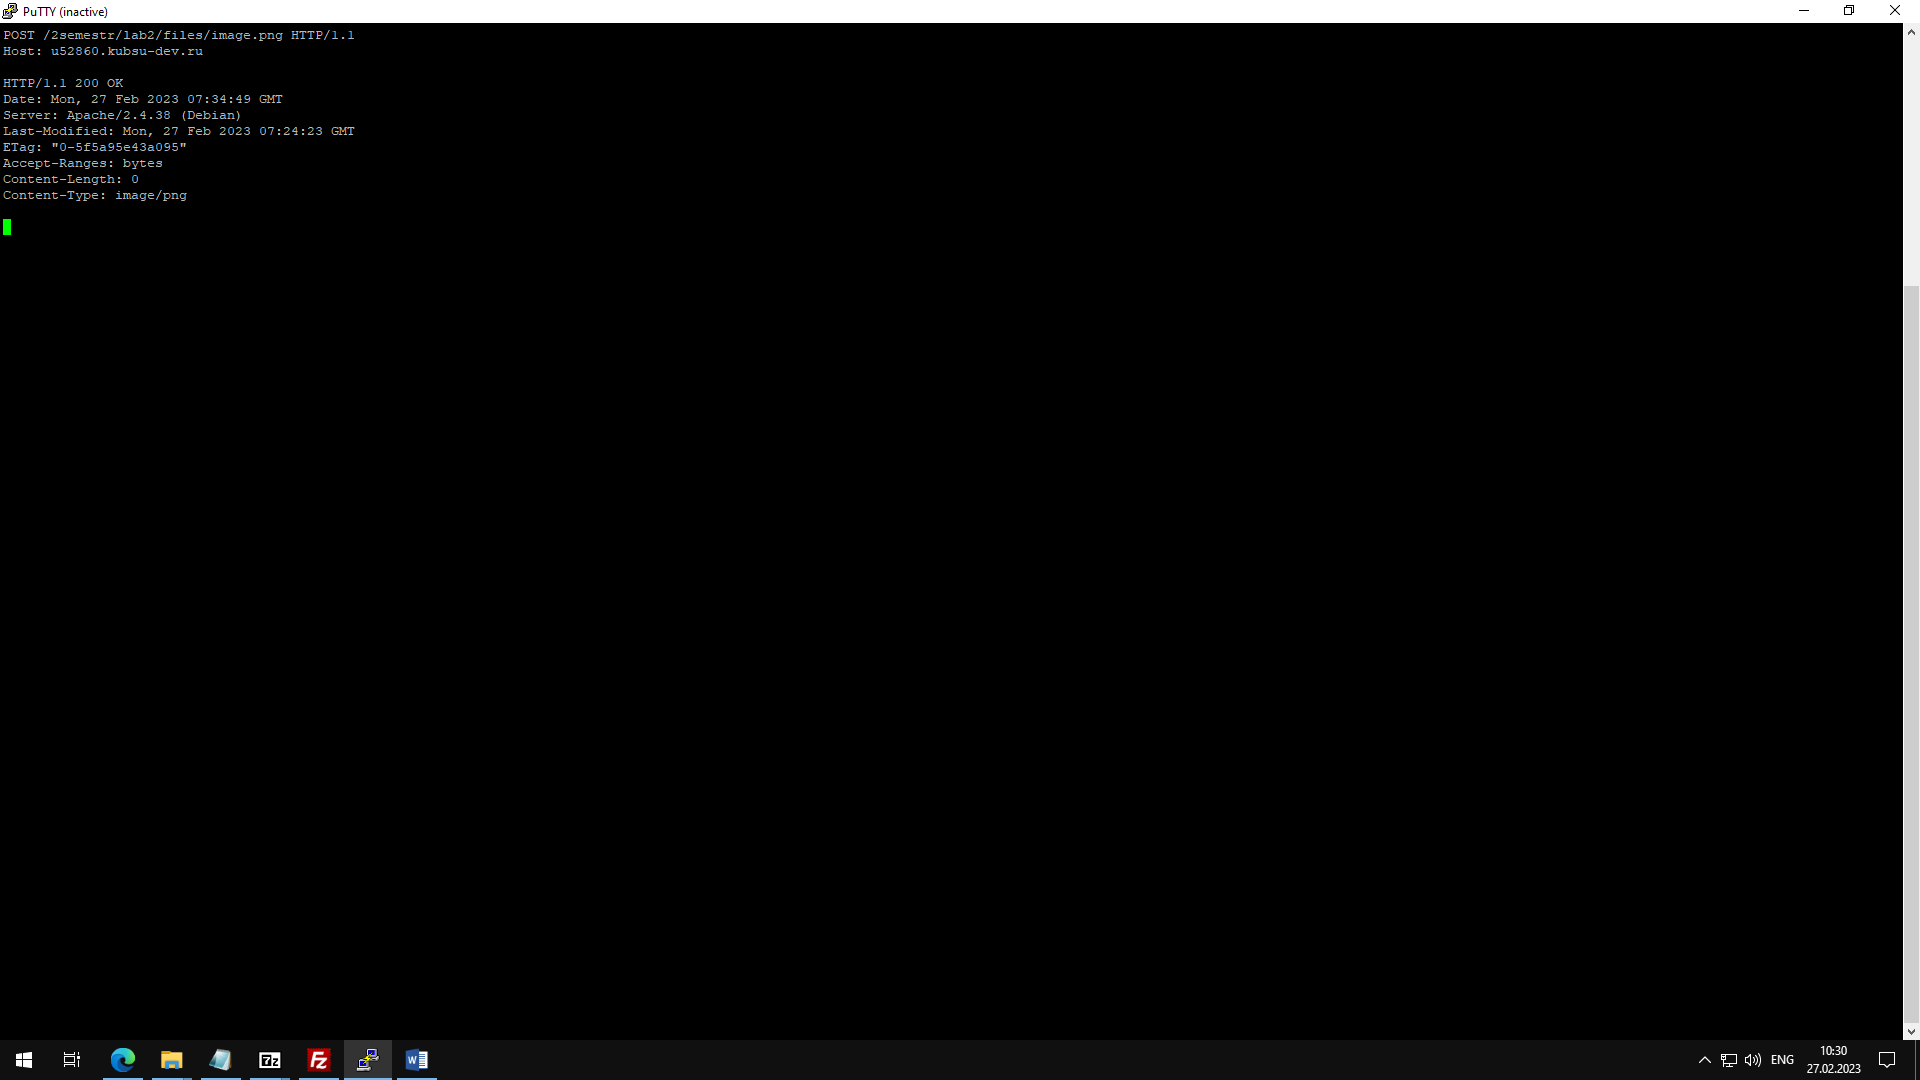 PuTTY (inactive)
POST /2semestr/lab2/files/image.png HTTP/1.1
Host: u52860.kubsu-dev.ru
HTTP/1.1 200 OK
Date: Mon, 27 Feb 2023 07:34:49 GMT
Server: Apache/2.4.38 (Debian)
Last-Modified: Mon, 27 Feb 2023 07:24:23 GMT
ETag: "0-5f5a95e43a095"
Accept-Ranges: bytes
Content-Length: 0
Content-Type: image/png
7z
Fz
W
ENG
10:30
27.02.2023